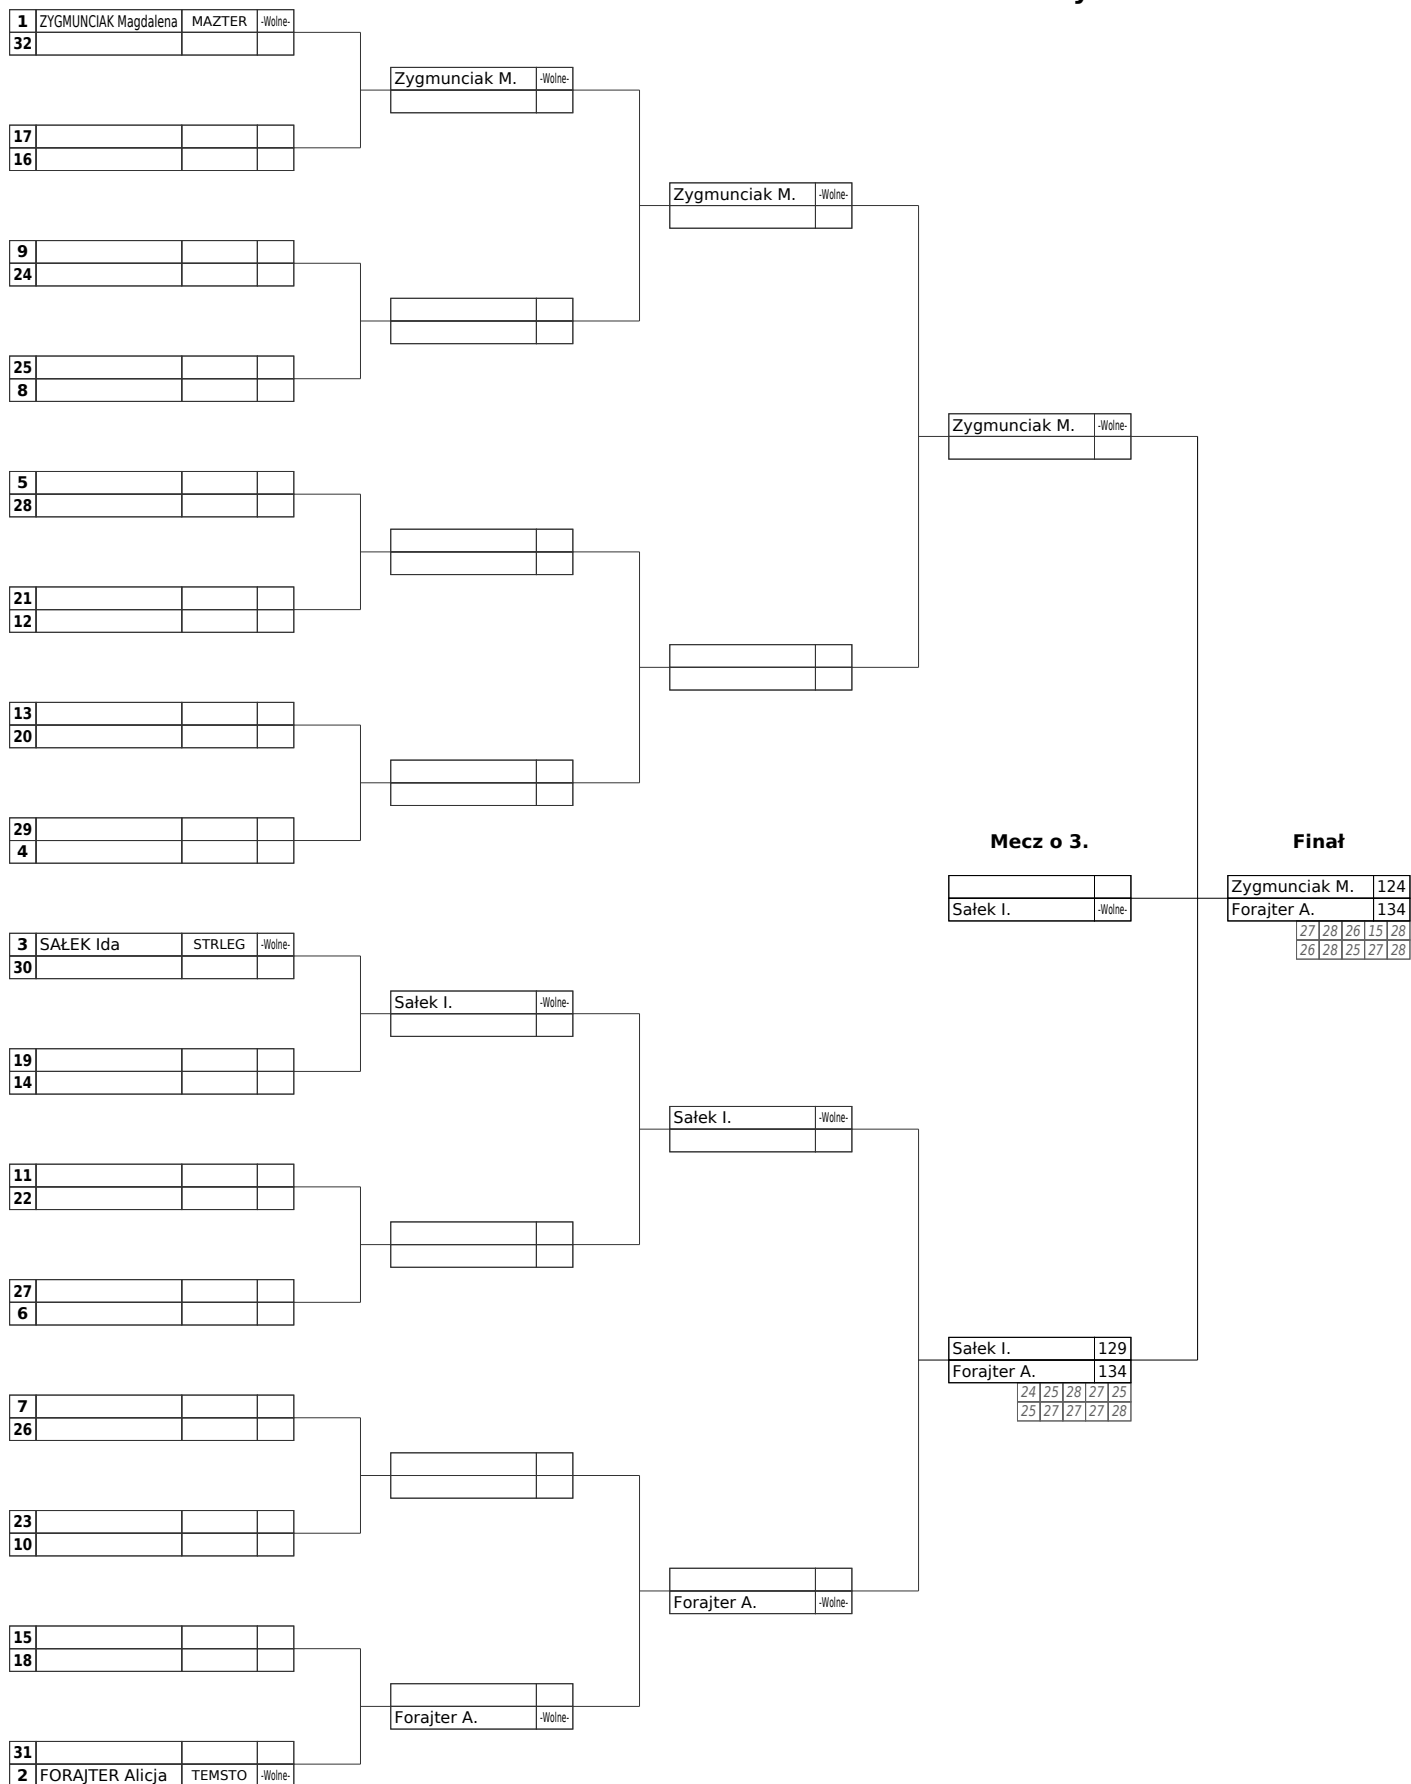 1 ZYGMUNCIAK Magdalena MAZTER -Wolne-
32
Zygmunciak M. -Wolne-
17
16
Zygmunciak M. -Wolne-
9
24
25
8
Zygmunciak M. -Wolne-
5
28
21
12
13
20
29
4
Mecz o 3.
Finał
Sałek I. -Wolne-
Zygmunciak M. 124
Forajter A. 134
27 28 26 15 28
26 28 25 27 28
3 SAŁEK Ida STRLEG -Wolne-
30
Sałek I. -Wolne-
19
14
Sałek I. -Wolne-
11
22
27
6
Sałek I. 129
Forajter A. 134
24 25 28 27 25
25 27 27 27 28
7
26
23
10
Forajter A. -Wolne-
15
18
Forajter A. -Wolne-
31
2 FORAJTER Alicja TEMSTO -Wolne-